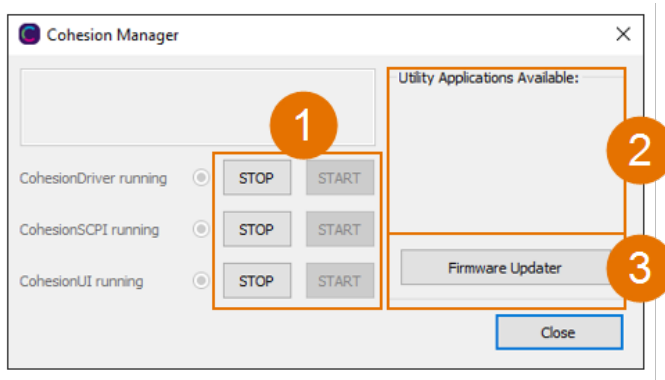 Cohesion Manager
Utility Applications Available:
1
2
CohesionDriver running STOP START
CohesionSCPI running STOP START
CohesionUI running STOP START
Firmware Updater
3
Close